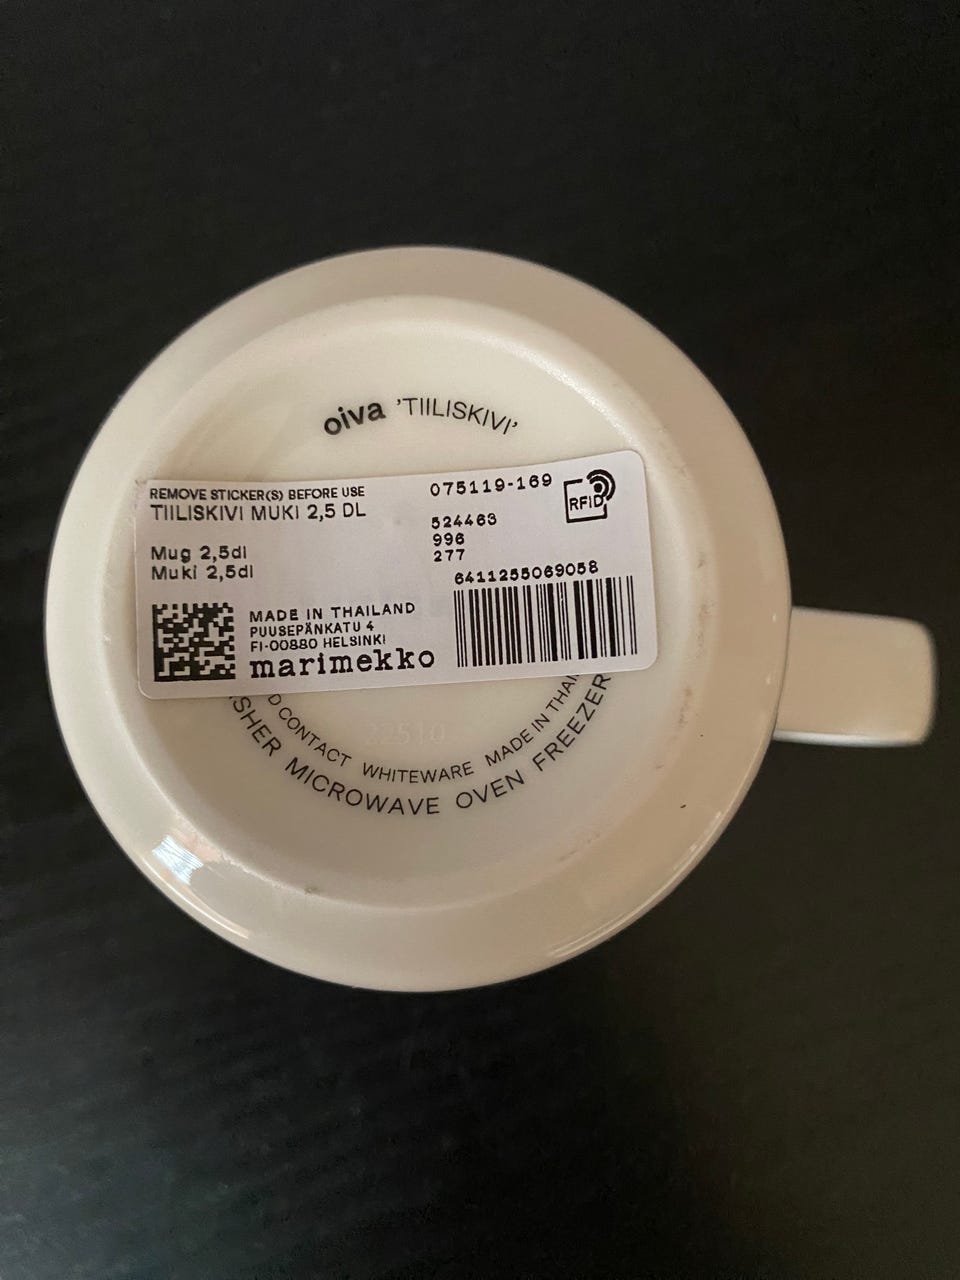 oiva 'TIILISKIVI'
REMOVE STICKER(S) BEFORE USE
TIILISKIVI MUKI 2,5 DL
075119-169
RFID
524463
996
277
Mug 2,5dl
Muki 2,5dl
6411255069058
MADE IN THAILAND
PUUSEPÄNKATU 4
FI-00880 HELSINKI
marimekko
CONTACT WHITEWARE MADE IN
MICROWAVE OVEN FREEZER
22510